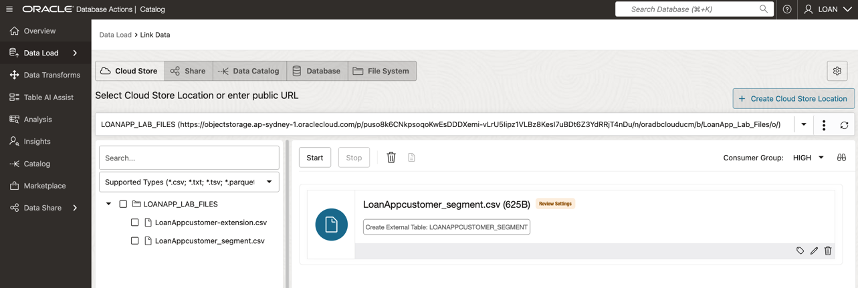 ORACLE Database Actions | Catalog
Search Database (⌘+K)
LOAN
Overview
Data Load
Data Transforms
Table AI Assist
Analysis
Insights
Catalog
Marketplace
Data Share
Data Load › Link Data
Cloud Store
Share
Data Catalog
Database
File System
Select Cloud Store Location or enter public URL
+ Create Cloud Store Location
LOANAPP_LAB_FILES (https://objectstorage.ap-sydney-1.oraclecloud.com/p/puso8k6CNkpsoqoKwEsDDDXemi-vLrU5Iipz1VLBz8KesI7uBDt6Z3YdRRjT4nDu/n/oradbclouducm/b/LoanApp_Lab_Files/o/)
Search...
Supported Types (*.csv; *.txt; *.tsv; *.parquet
LOANAPP_LAB_FILES
LoanAppcustomer-extension.csv
LoanAppcustomer_segment.csv
Start
Stop
Consumer Group: HIGH
LoanAppcustomer_segment.csv (625B)
Review Settings
Create External Table: LOANAPPCUSTOMER_SEGMENT